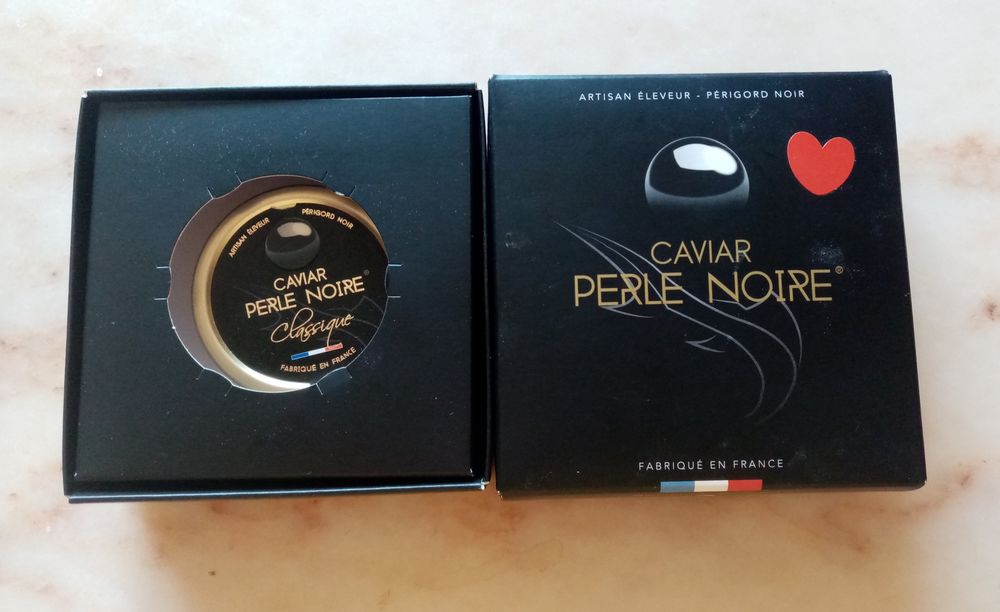 ARTISAN ÉLEVEUR PÉRIGORD NOIR
CAVIAR
PERLE NOIRE®
Classique
FABRIQUÉ EN FRANCE
ARTISAN ÉLEVEUR - PÉRIGORD NOIR
CAVIAR
PERLE NOIRE®
FABRIQUÉ EN FRANCE